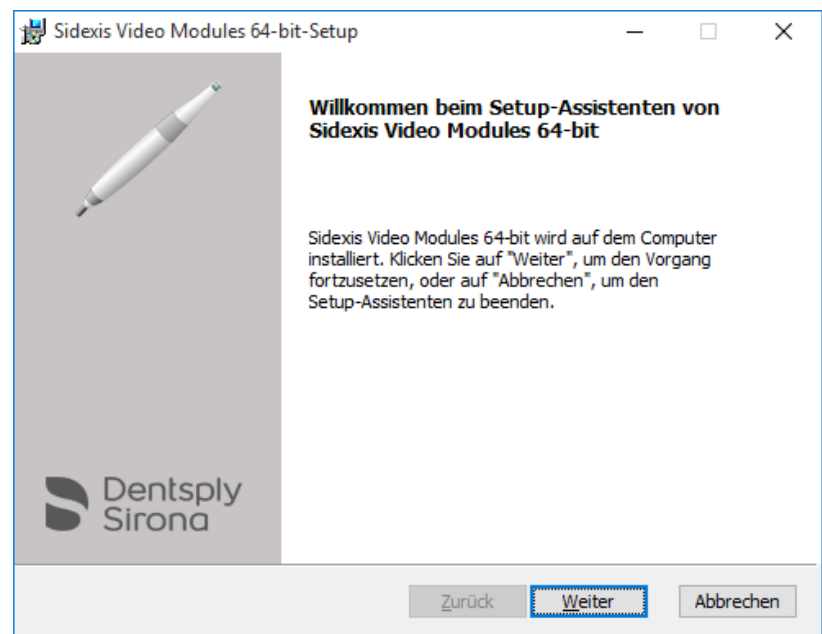 Sidexis Video Modules 64-bit-Setup
Willkommen beim Setup-Assistenten von
Sidexis Video Modules 64-bit
Sidexis Video Modules 64-bit wird auf dem Computer
installiert. Klicken Sie auf "Weiter", um den Vorgang
fortzusetzen, oder auf "Abbrechen", um den
Setup-Assistenten zu beenden.
Dentsply
Sirona
Zurück Weiter Abbrechen